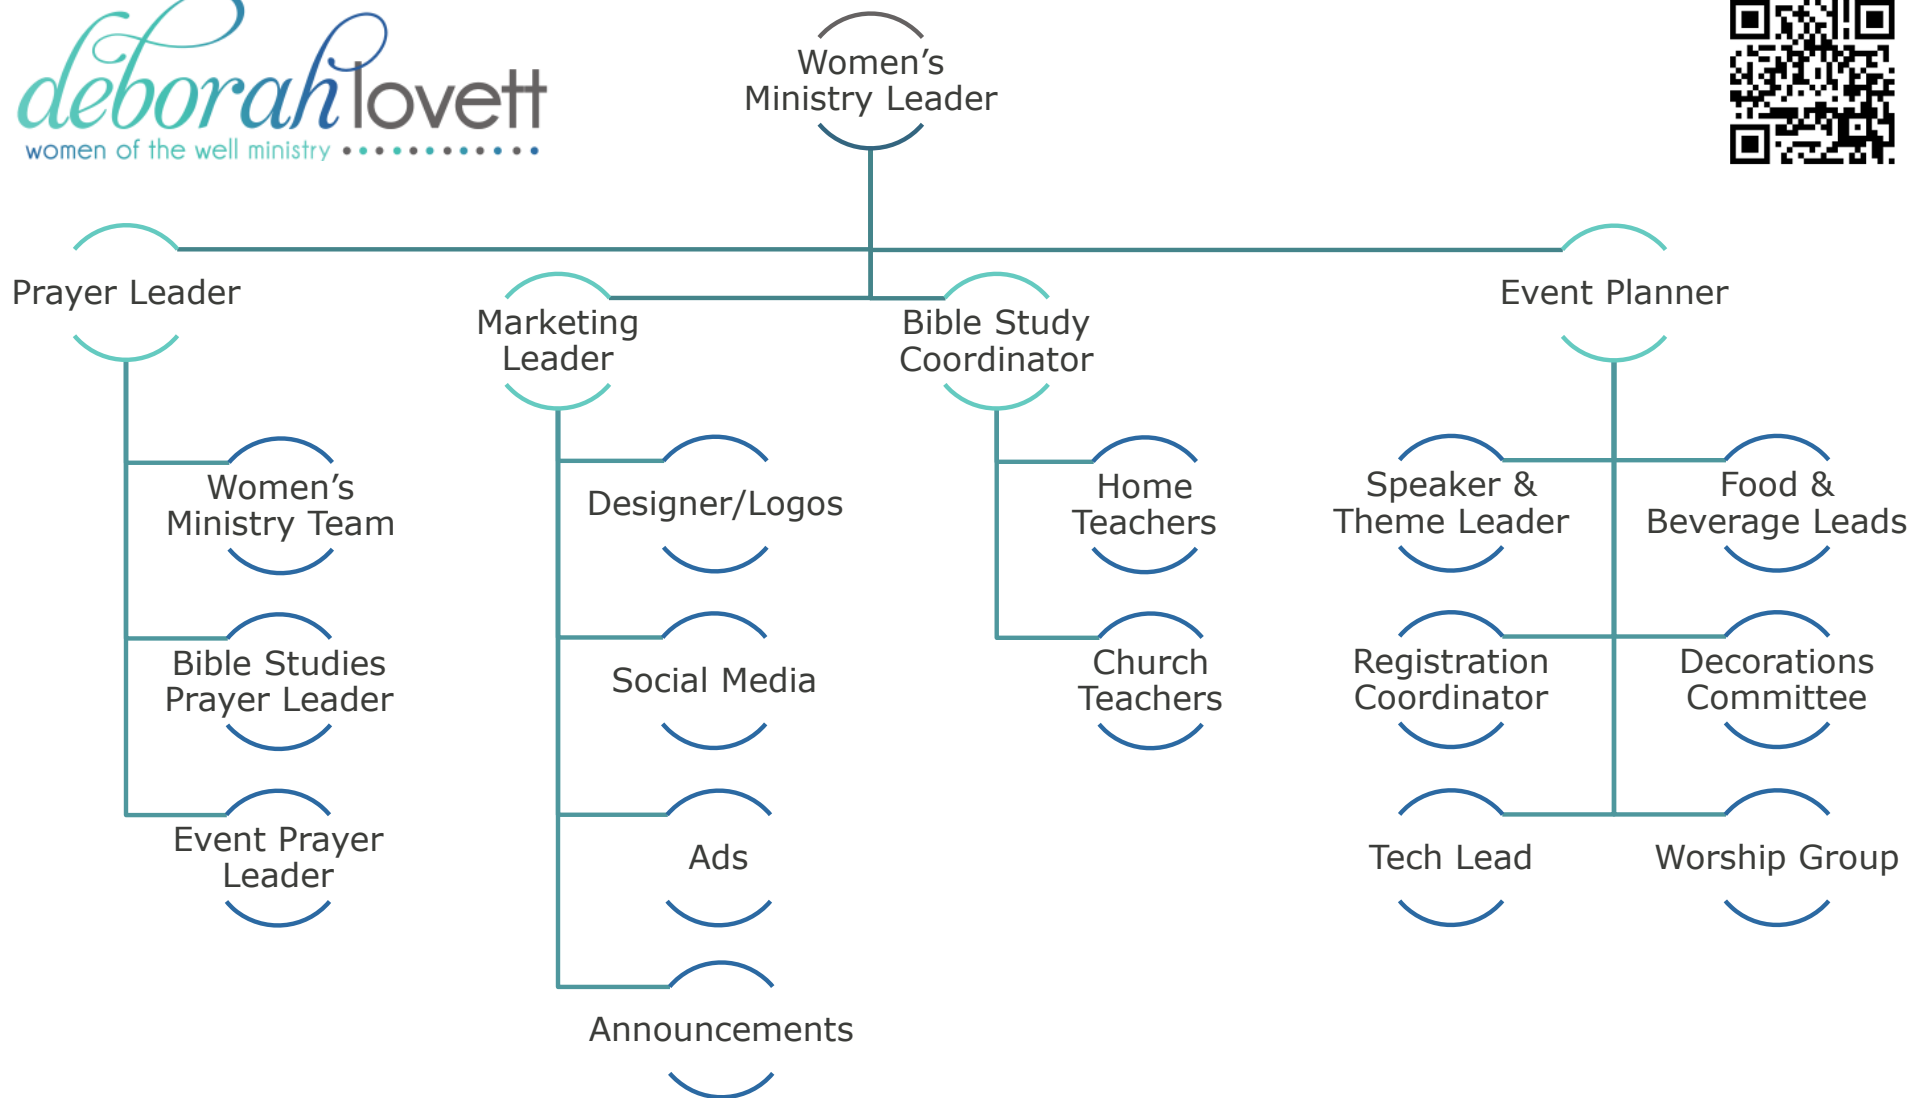 deborah lovett
women of the well ministry
Women’s
Ministry Leader
Prayer Leader
Marketing
Leader
Bible Study
Coordinator
Event Planner
Women’s
Ministry Team
Bible Studies
Prayer Leader
Event Prayer
Leader
Designer/Logos
Social Media
Ads
Announcements
Home
Teachers
Church
Teachers
Speaker &
Theme Leader
Food &
Beverage Leads
Registration
Coordinator
Decorations
Committee
Tech Lead
Worship Group